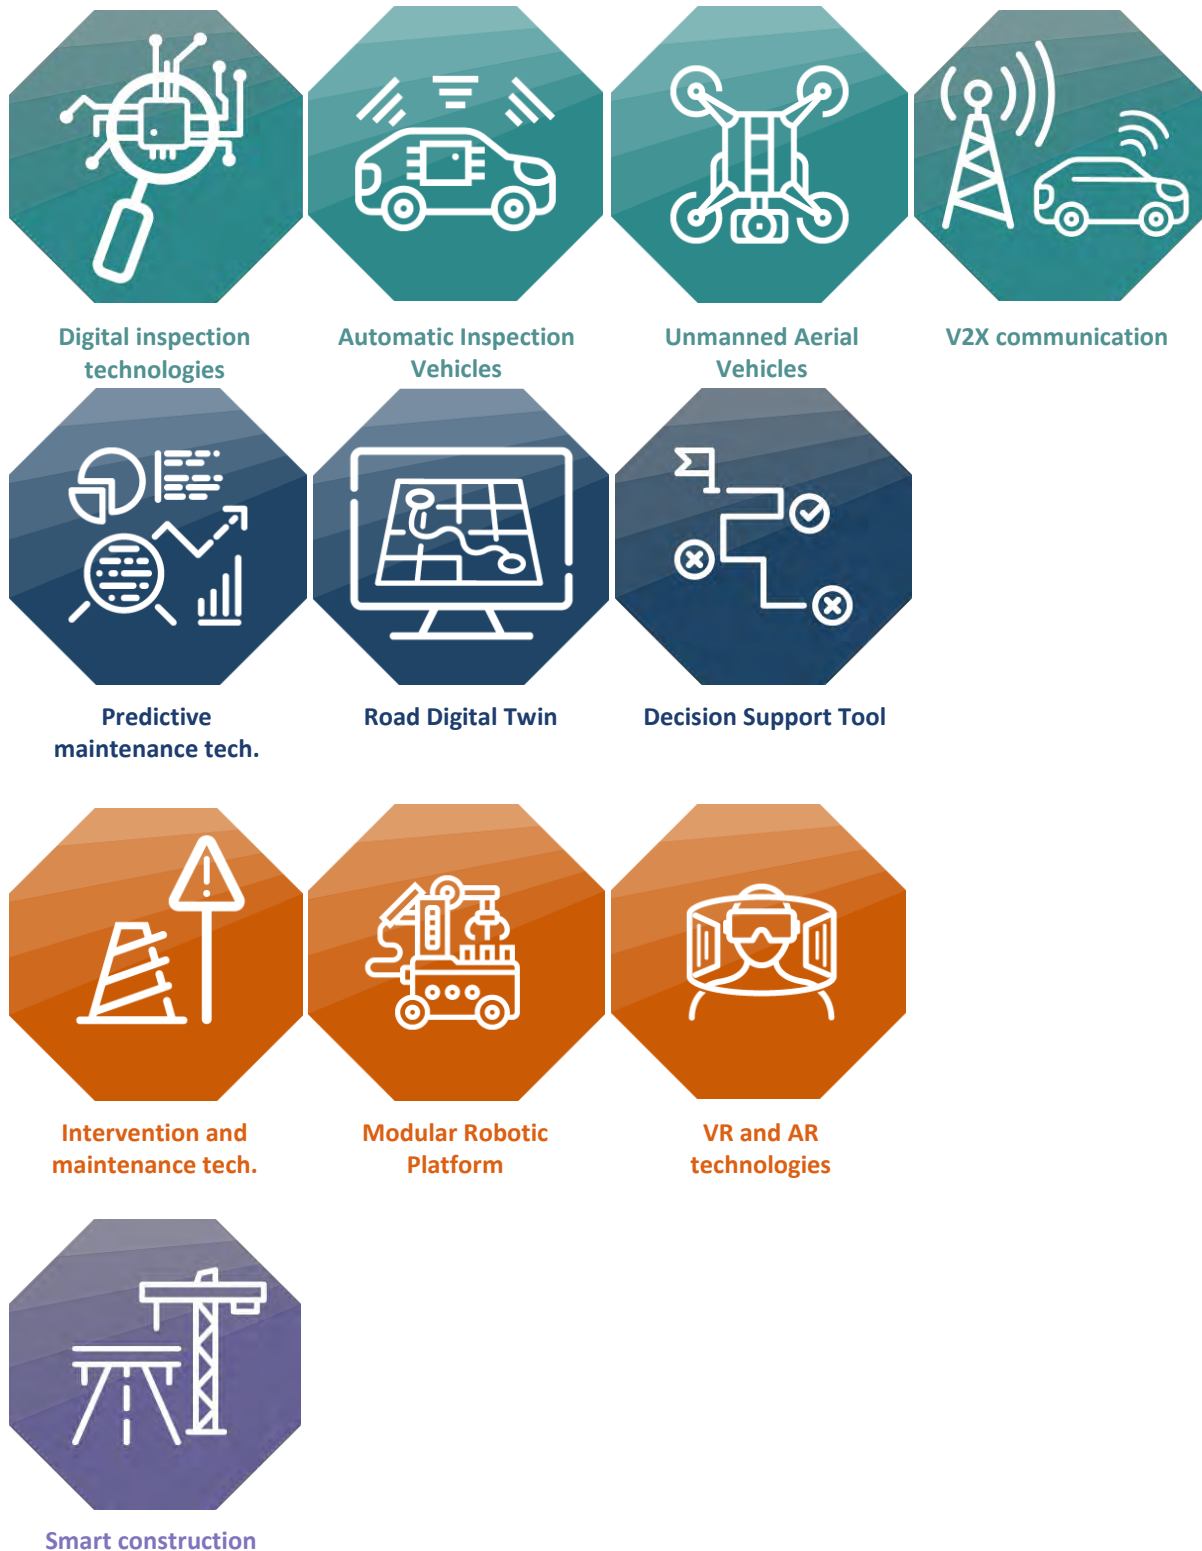 Digital inspection
technologies
Automatic Inspection
Vehicles
Unmanned Aerial
Vehicles
V2X communication
Predictive
maintenance tech.
Road Digital Twin
Decision Support Tool
Intervention and
maintenance tech.
Modular Robotic
Platform
VR and AR
technologies
Smart construction